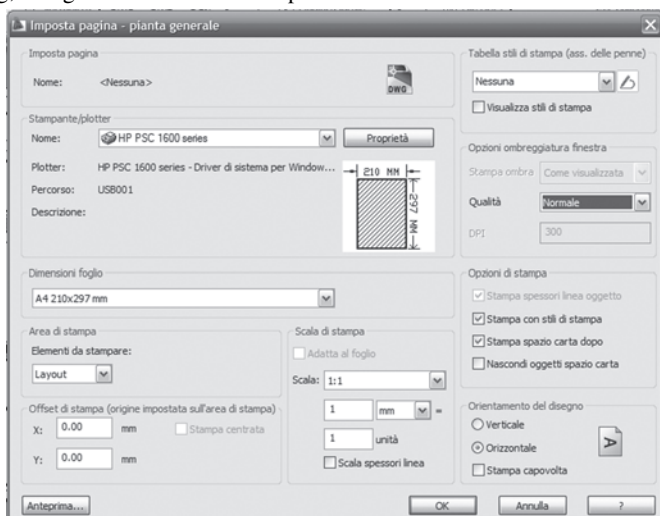 Imposta pagina - pianta generale
Imposta pagina
Nome: <Nessuna>
DWG
Stampante/plotter
Nome: HP PSC 1600 series Proprietà
Plotter: HP PSC 1600 series - Driver di sistema per Window...
Percorso: USB001
Descrizione:
210 MM
297 MM
Dimensioni foglio
A4 210x297 mm
Area di stampa
Elementi da stampare:
Layout
Offset di stampa (origine impostata sull'area di stampa)
X: 0.00 mm Stampa centrata
Y: 0.00 mm
Scala di stampa
Adatta al foglio
Scala: 1:1
1 mm =
1 unità
Scala spessori linea
Tabella stili di stampa (ass. delle penne)
Nessuna
Visualizza stili di stampa
Opzioni ombreggiatura finestra
Stampa ombra Come visualizzata
Qualità Normale
DPI 300
Opzioni di stampa
Stampa spessori linea oggetto
Stampa con stili di stampa
Stampa spazio carta dopo
Nascondi oggetti spazio carta
Orientamento del disegno
Verticale
Orizzontale
A
Stampa capovolta
Anteprima... OK Annulla ?